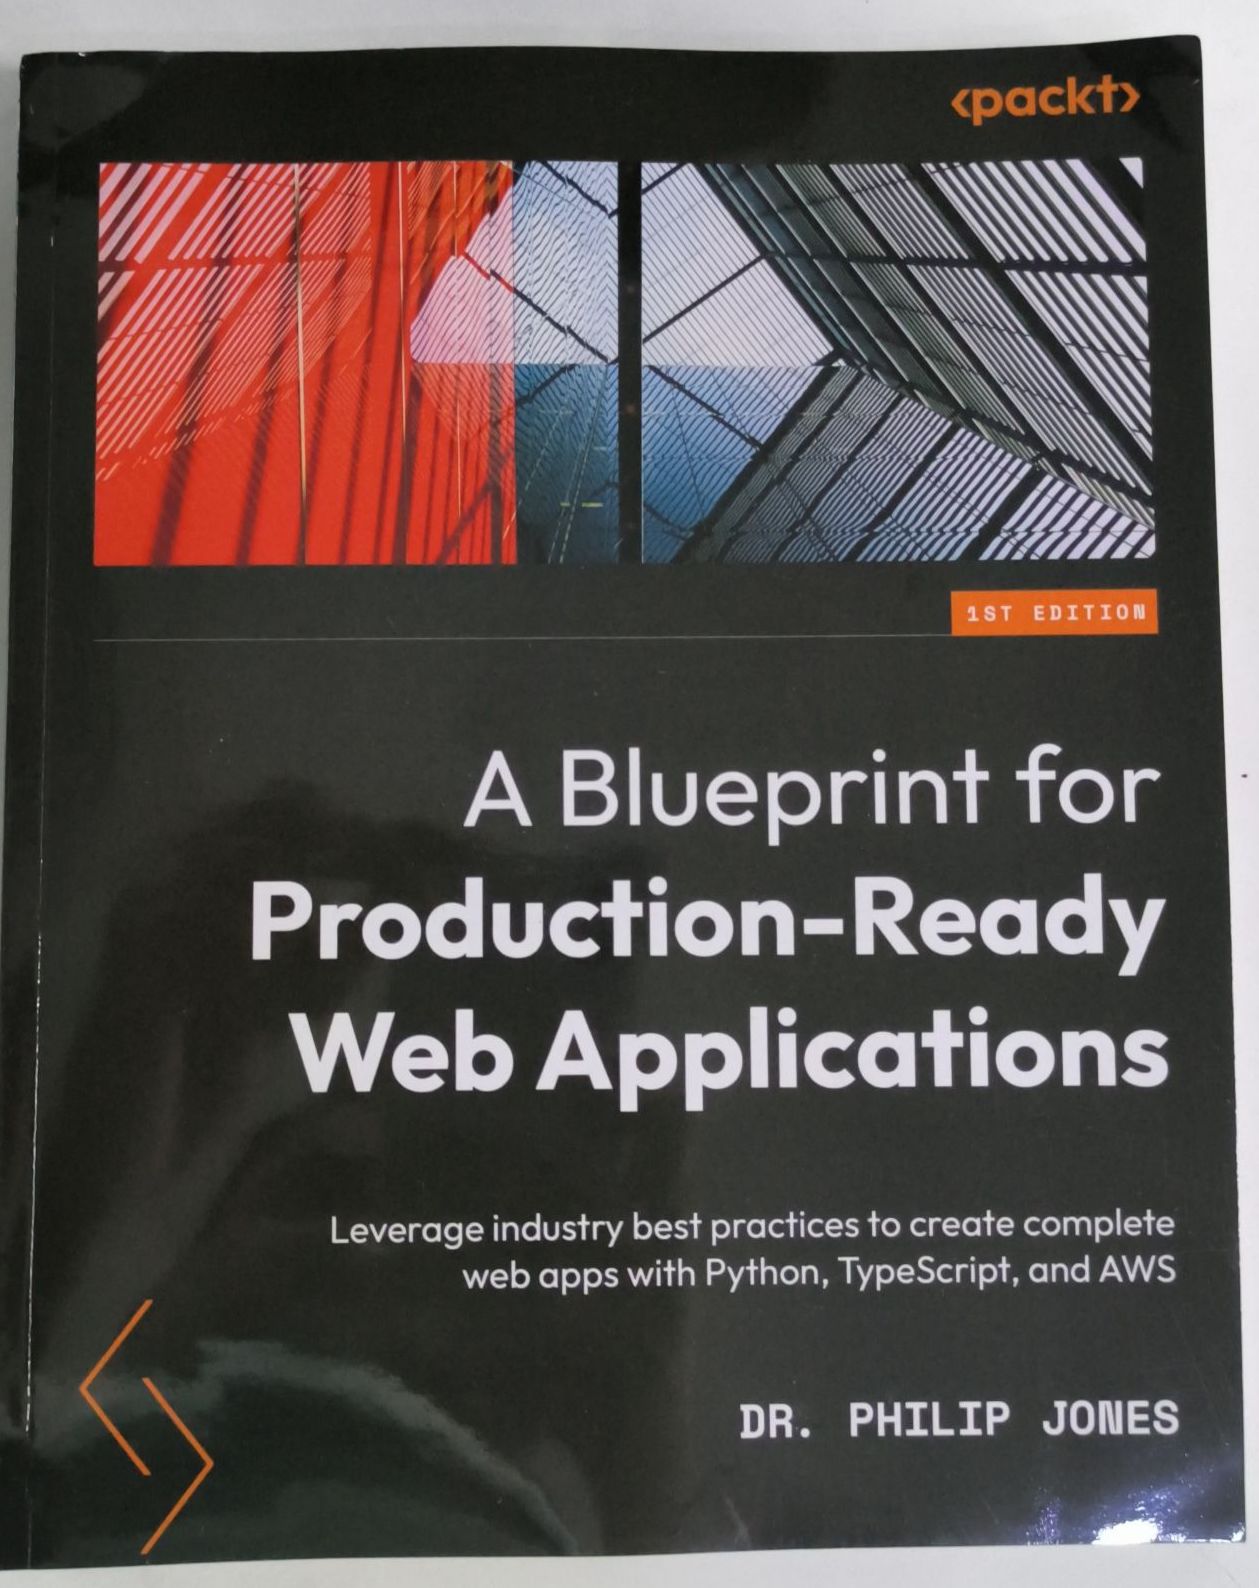 <packt>
1ST EDITION
A Blueprint for
Production-Ready
Web Applications
Leverage industry best practices to create complete
web apps with Python, TypeScript, and AWS
DR. PHILIP JONES